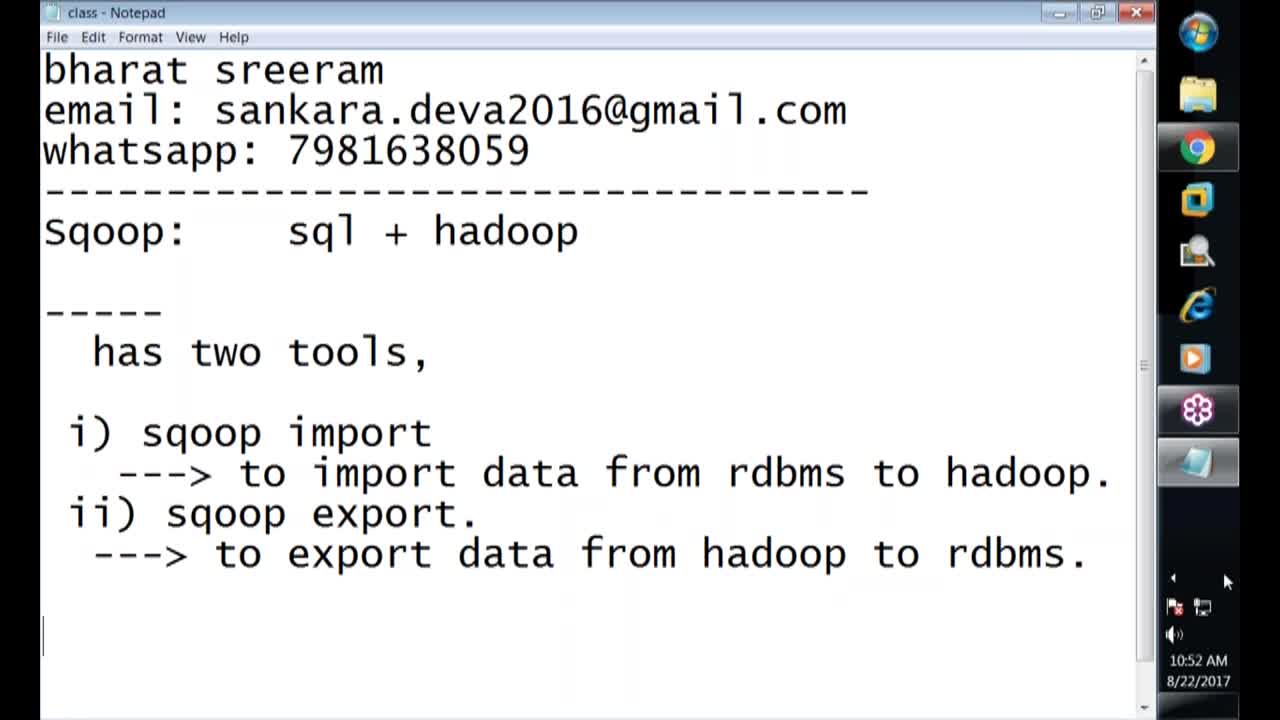 class - Notepad
File Edit Format View Help
bharat sreeram
email: sankara.deva2016@gmail.com
whatsapp: 7981638059
----------------------------------
Sqoop:    sql + hadoop
-----
  has two tools,
 i) sqoop import
   ---> to import data from rdbms to hadoop.
 ii) sqoop export.
  ---> to export data from hadoop to rdbms.
10:52 AM
8/22/2017